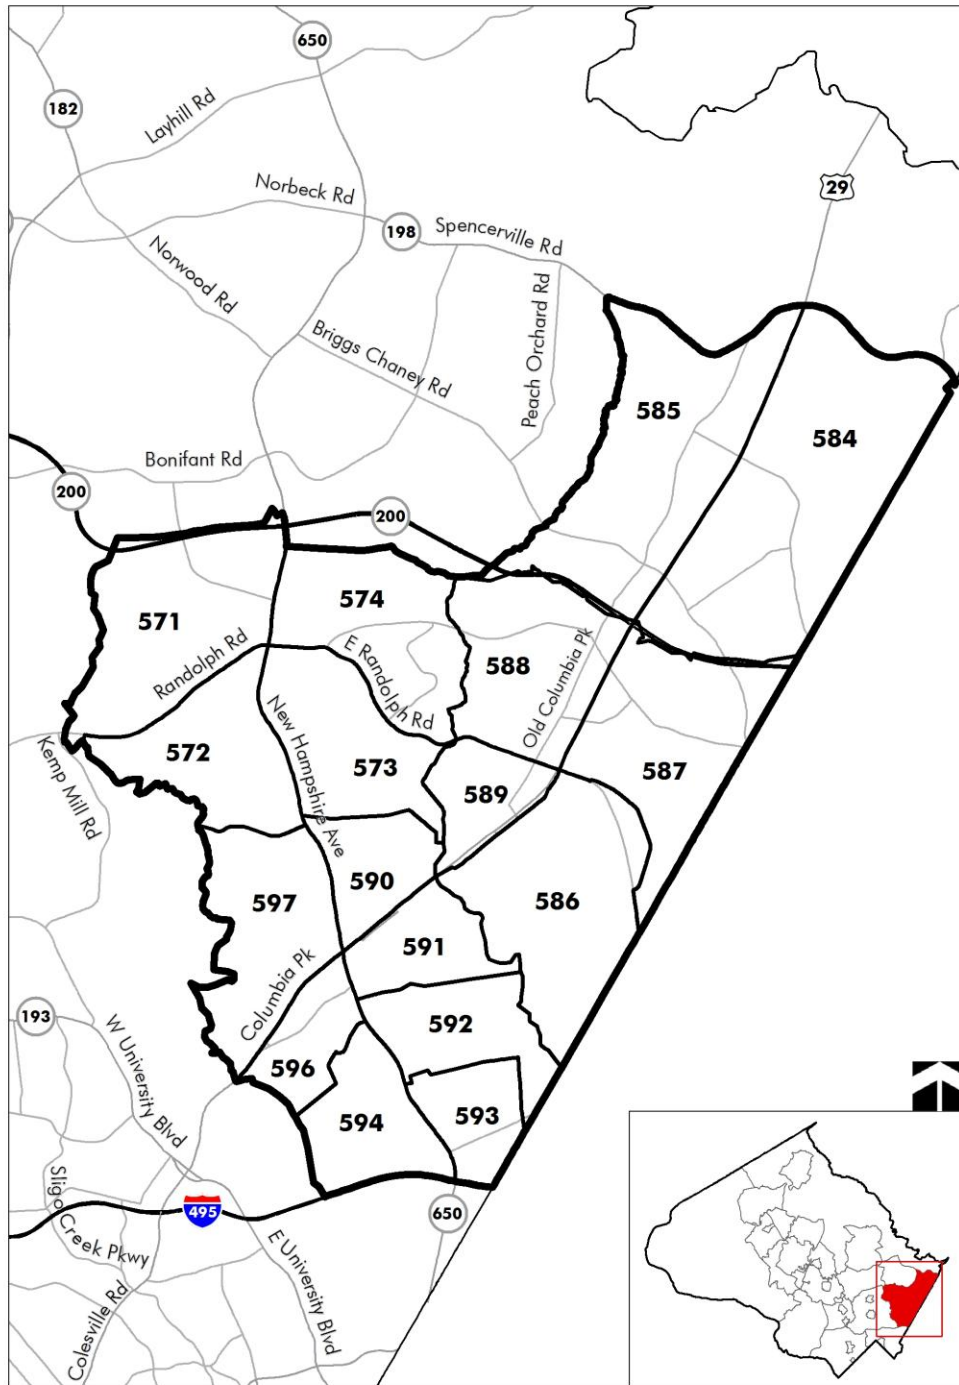 650
182
Layhill Rd
Norbeck Rd
29
198
Spencerville Rd
Norwood Rd
Peach Orchard Rd
Briggs Chaney Rd
585
584
Bonifant Rd
200
200
571
574
588
Randolph Rd
E Randolph Rd
Old Columbia Pk
New Hampshire Ave
572
573
587
589
Kemp Mill Rd
590
597
586
591
Columbia Pk
193
592
W University Blvd
596
594
593
Sligo Creek Pkwy
495
650
E University Blvd
Colesville Rd